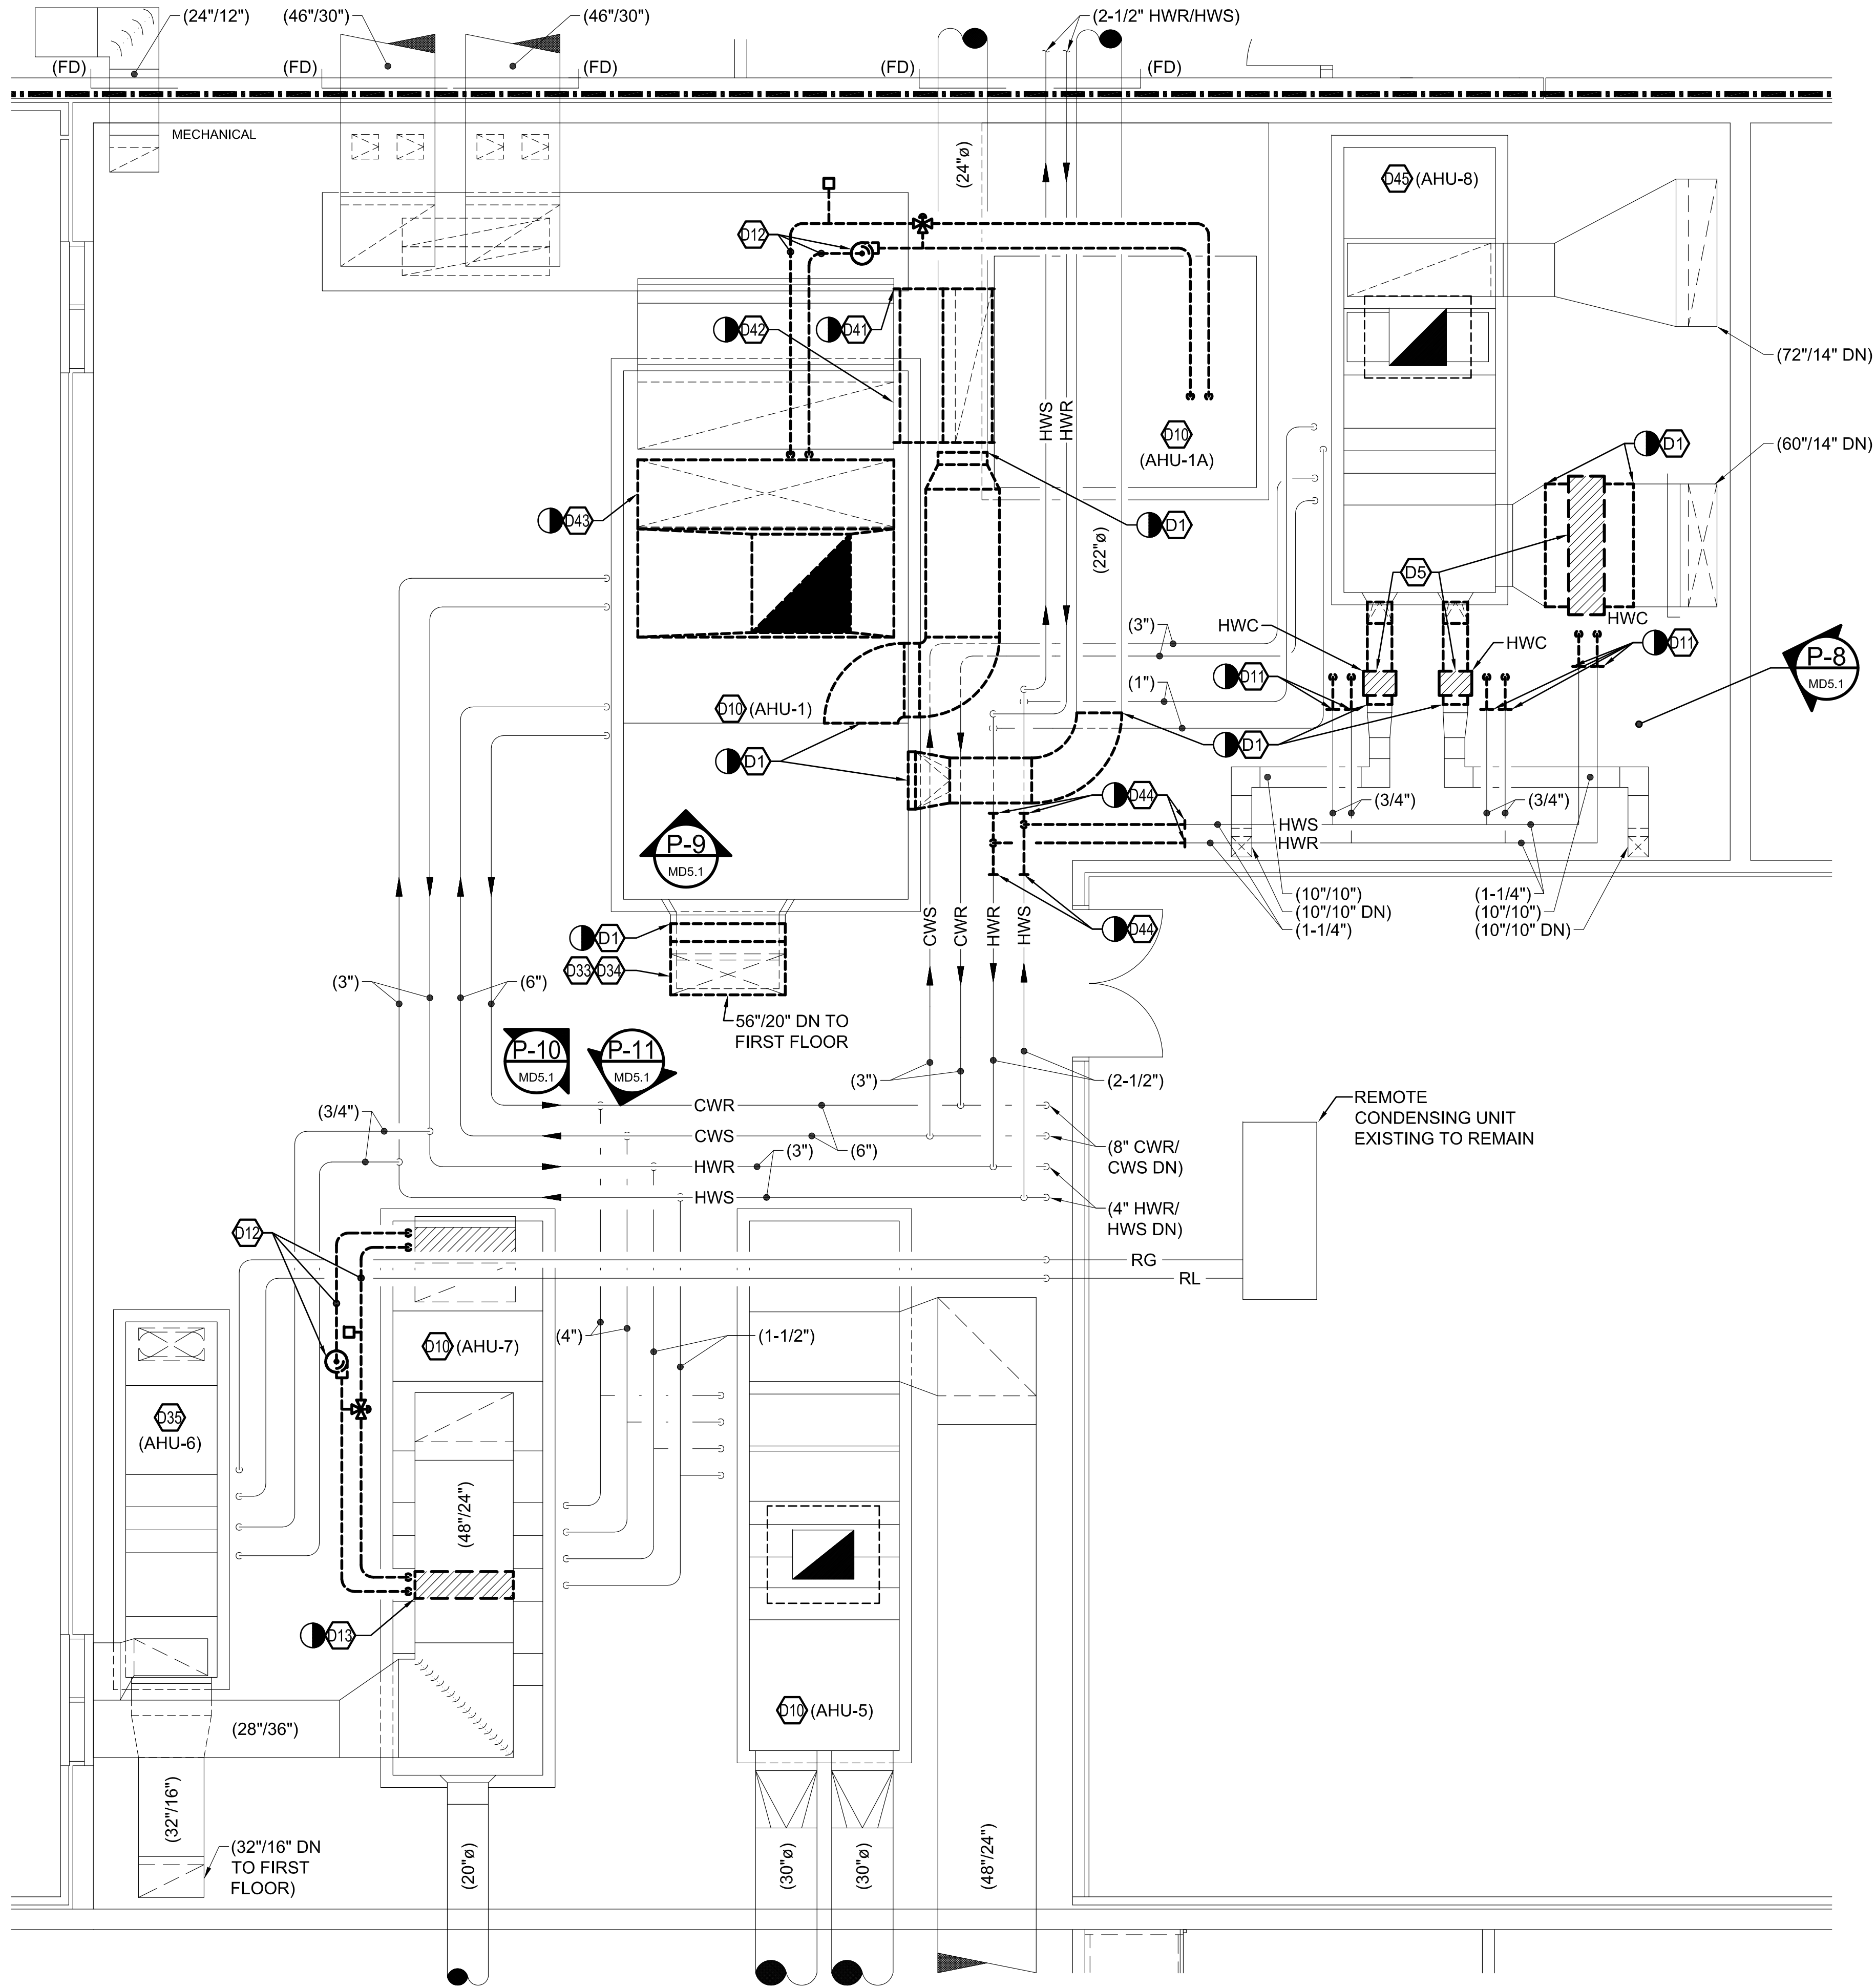 (24"/12")
(46"/30")
(46"/30")
(2-1/2" HWR/HWS)
(FD)
(FD)
(FD)
(FD)
(FD)
MECHANICAL
(24"ø)
D45 (AHU-8)
D12
D42
D41
(72"/14" DN)
HWS
HWR
D10
(AHU-1A)
D1
(60"/14" DN)
D43
D1
(22"ø)
D5
(3")
HWC
HWC
HWC
D11
P-8
MD5.1
D11
(1")
D10 (AHU-1)
D1
D1
D44
(3/4")
(3/4")
HWS
HWR
P-9
MD5.1
(10"/10")
(10"/10" DN)
(1-1/4")
(1-1/4")
(10"/10")
(10"/10" DN)
CWS
CWR
HWR
HWS
D44
D1
D33
D34
(3")
(6")
56"/20" DN TO
FIRST FLOOR
P-10
MD5.1
P-11
MD5.1
(3")
(2-1/2")
REMOTE
CONDENSING UNIT
EXISTING TO REMAIN
(3/4")
CWR
CWS
(3")
(6")
HWR
HWS
(8" CWR/
CWS DN)
(4" HWR/
HWS DN)
D12
RG
RL
D10 (AHU-7)
(4")
(1-1/2")
D35
(AHU-6)
(48"/24")
D13
D10 (AHU-5)
(28"/36")
(32"/16")
(32"/16" DN
TO FIRST
FLOOR)
(20"ø)
(30"ø)
(30"ø)
(48"/24")